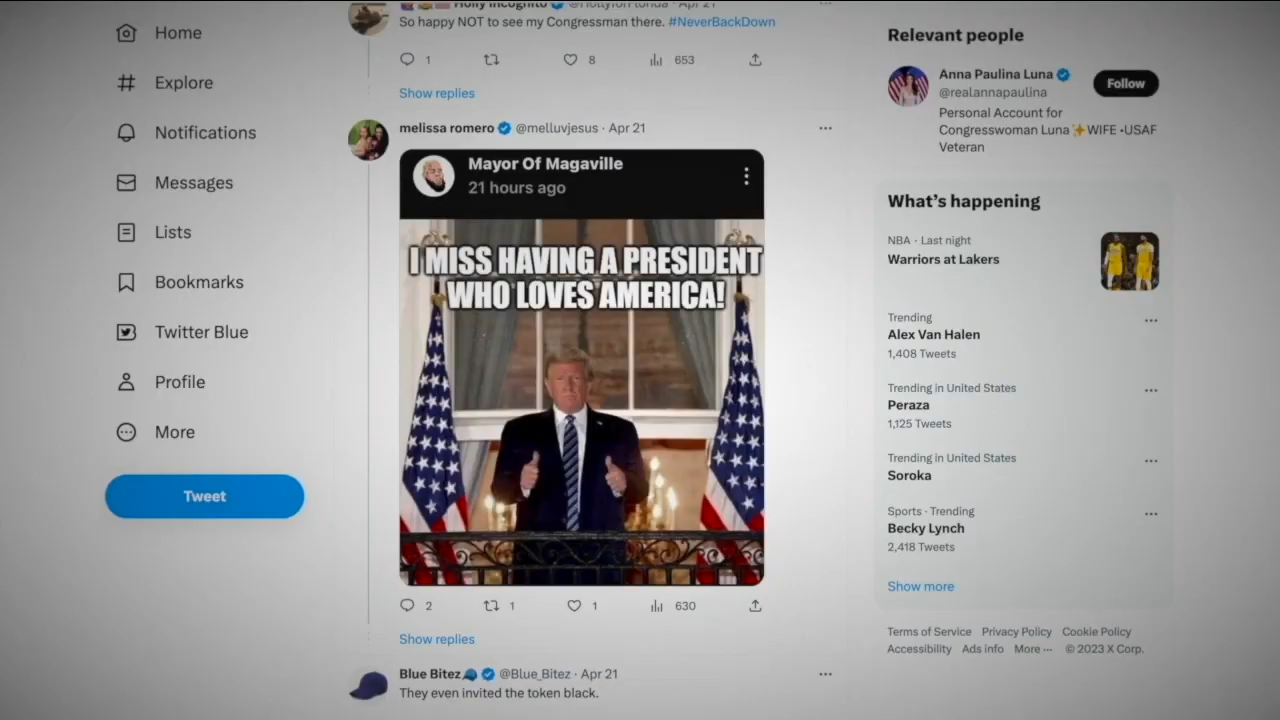 Home
Explore
Notifications
Messages
Lists
Bookmarks
Twitter Blue
Profile
More
Tweet
Holly Incognito · Apr 21
So happy NOT to see my Congressman there. #NeverBackDown
1 8 653
Show replies
melissa romero @melluvjesus · Apr 21
Mayor Of Magaville
21 hours ago
I MISS HAVING A PRESIDENT
WHO LOVES AMERICA!
2 1 1 630
Show replies
Blue Bitez @Blue_Bitez · Apr 21
They even invited the token black.
Relevant people
Anna Paulina Luna
@realannapaulina
Follow
Personal Account for
Congresswoman Luna✨WIFE •USAF
Veteran
What's happening
NBA · Last night
Warriors at Lakers
Trending
Alex Van Halen
1,408 Tweets
Trending in United States
Peraza
1,125 Tweets
Trending in United States
Soroka
Sports · Trending
Becky Lynch
2,418 Tweets
Show more
Terms of Service Privacy Policy Cookie Policy
Accessibility Ads info More ··· © 2023 X Corp.